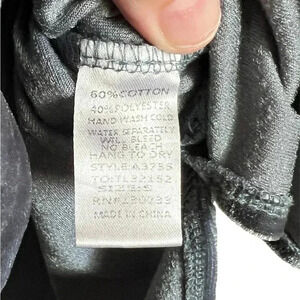 60%COTTON
40%POLYESTER
HAND WASH COLD
WATER SEPARATELY
WILL BLEED
NO BLEACH
HANG TO DRY
SIZE:S
MADE IN CHINA